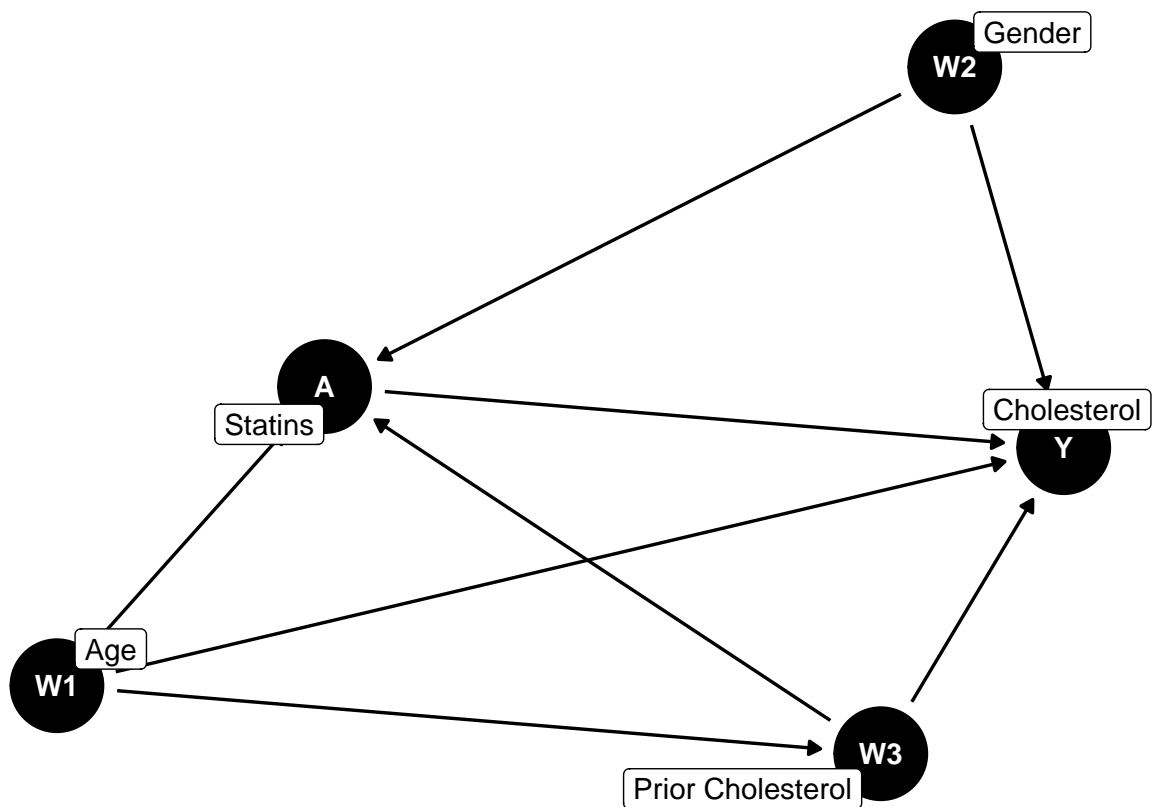 Gender
W2
A
Statins
Cholesterol
Y
Age
W1
W3
Prior Cholesterol